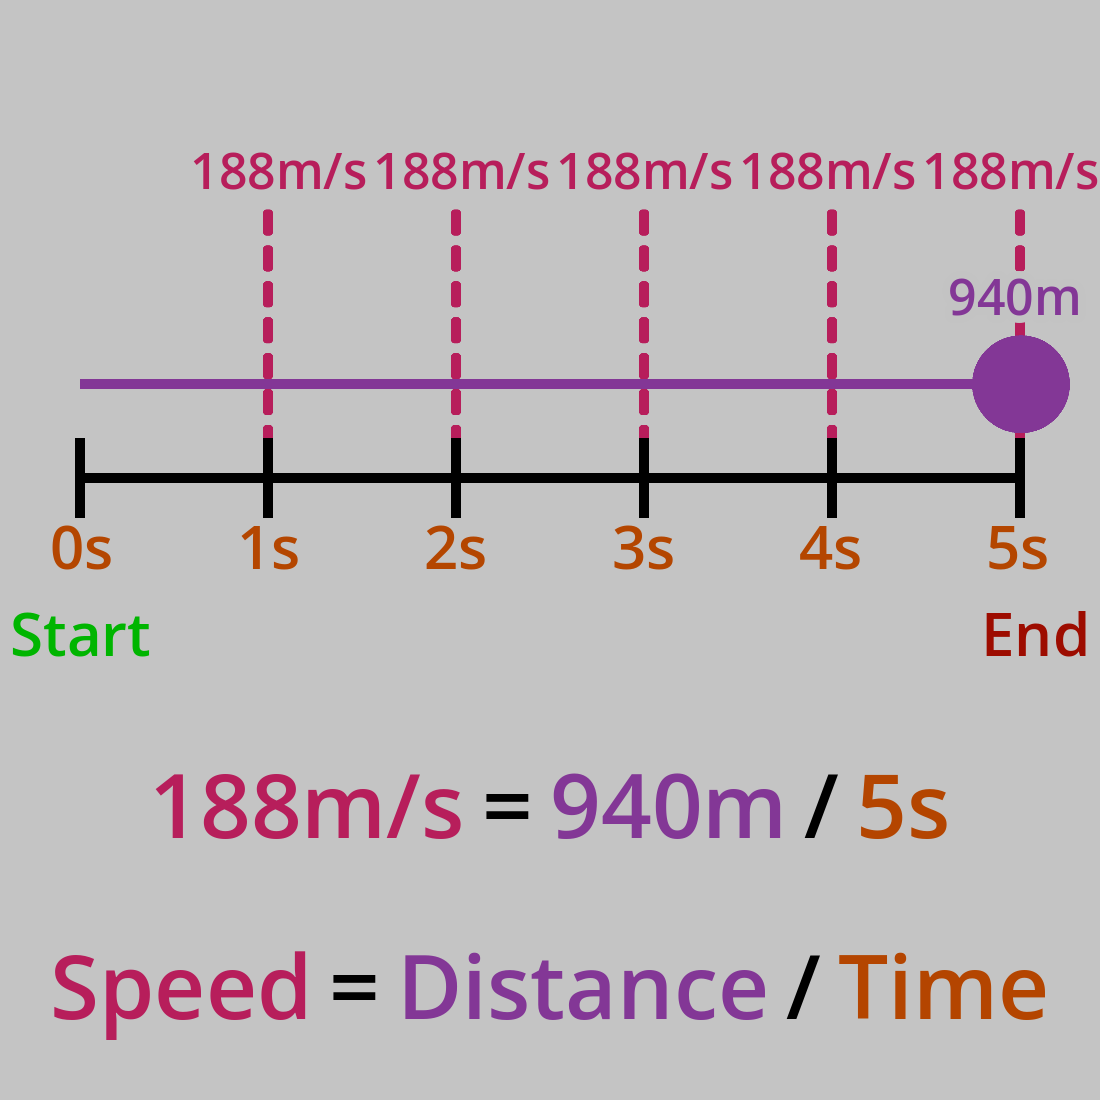 188m/s 188m/s 188m/s 188m/s 188m/s
940m
0s 1s 2s 3s 4s 5s
Start End
188m/s = 940m / 5s
Speed = Distance / Time